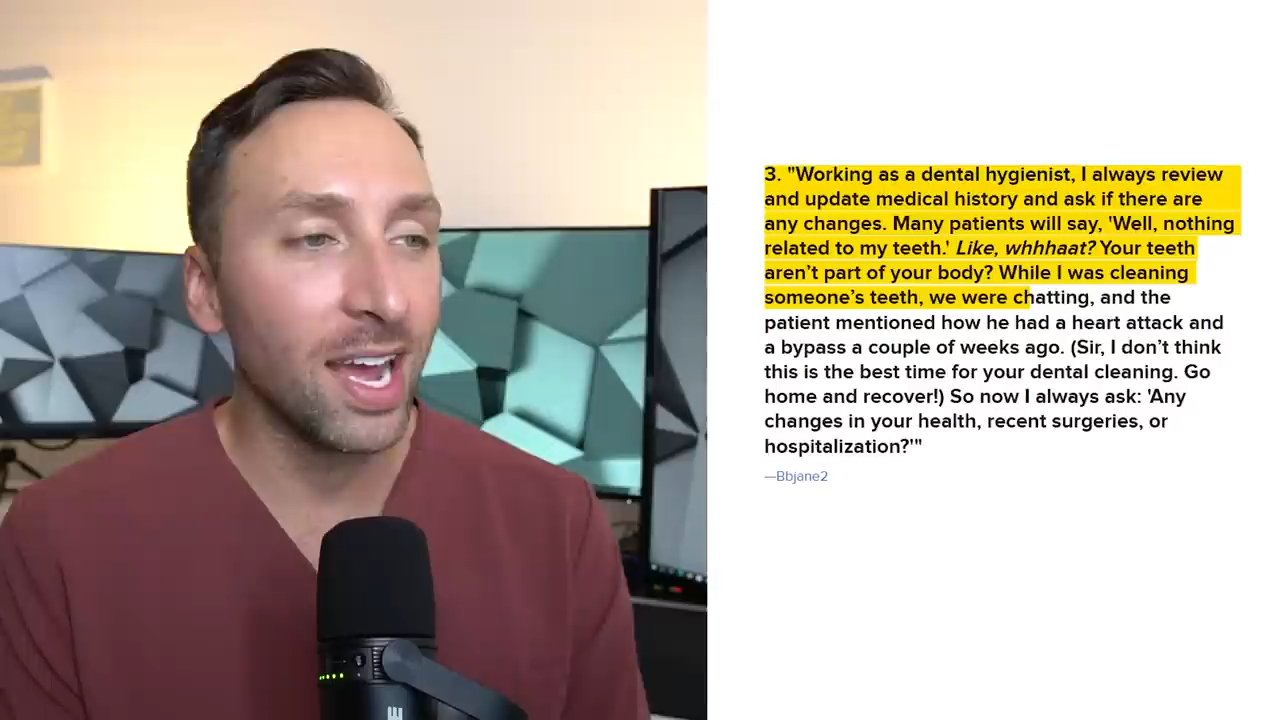 3. "Working as a dental hygienist, I always review
and update medical history and ask if there are
any changes. Many patients will say, 'Well, nothing
related to my teeth.' Like, whhhaat? Your teeth
aren’t part of your body? While I was cleaning
someone’s teeth, we were chatting, and the
patient mentioned how he had a heart attack and
a bypass a couple of weeks ago. (Sir, I don’t think
this is the best time for your dental cleaning. Go
home and recover!) So now I always ask: 'Any
changes in your health, recent surgeries, or
hospitalization?'"
—Bbjane2